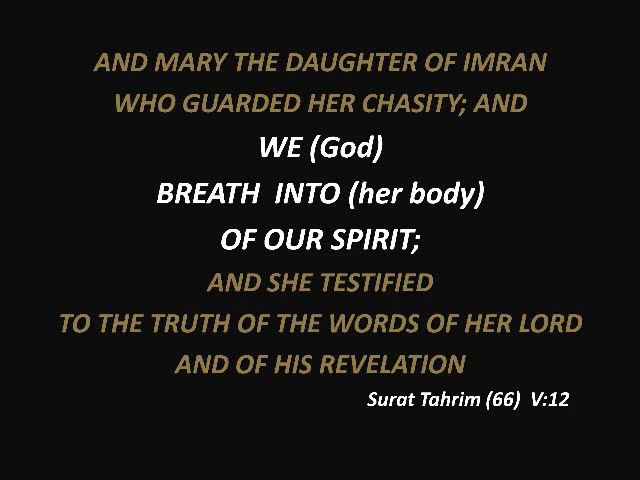 AND MARY THE DAUGHTER OF IMRAN
WHO GUARDED HER CHASITY; AND
WE (God)
BREATH INTO (her body)
OF OUR SPIRIT;
AND SHE TESTIFIED
TO THE TRUTH OF THE WORDS OF HER LORD
AND OF HIS REVELATION
Surat Tahrim (66) V:12